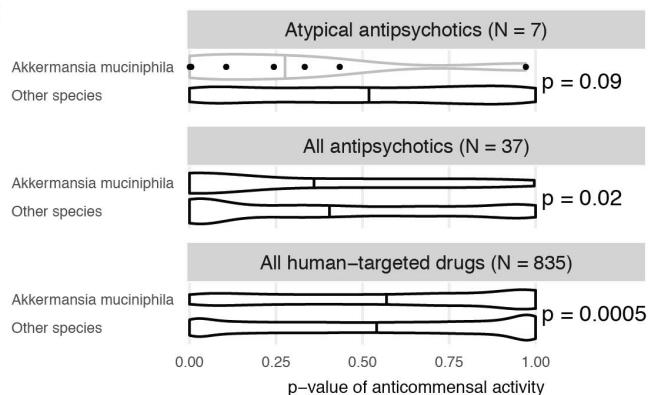 Atypical antipsychotics (N = 7)
Akkermansia muciniphila
Other species
p = 0.09
All antipsychotics (N = 37)
Akkermansia muciniphila
Other species
p = 0.02
All human−targeted drugs (N = 835)
Akkermansia muciniphila
Other species
p = 0.0005
0.00 0.25 0.50 0.75 1.00
p−value of anticommensal activity